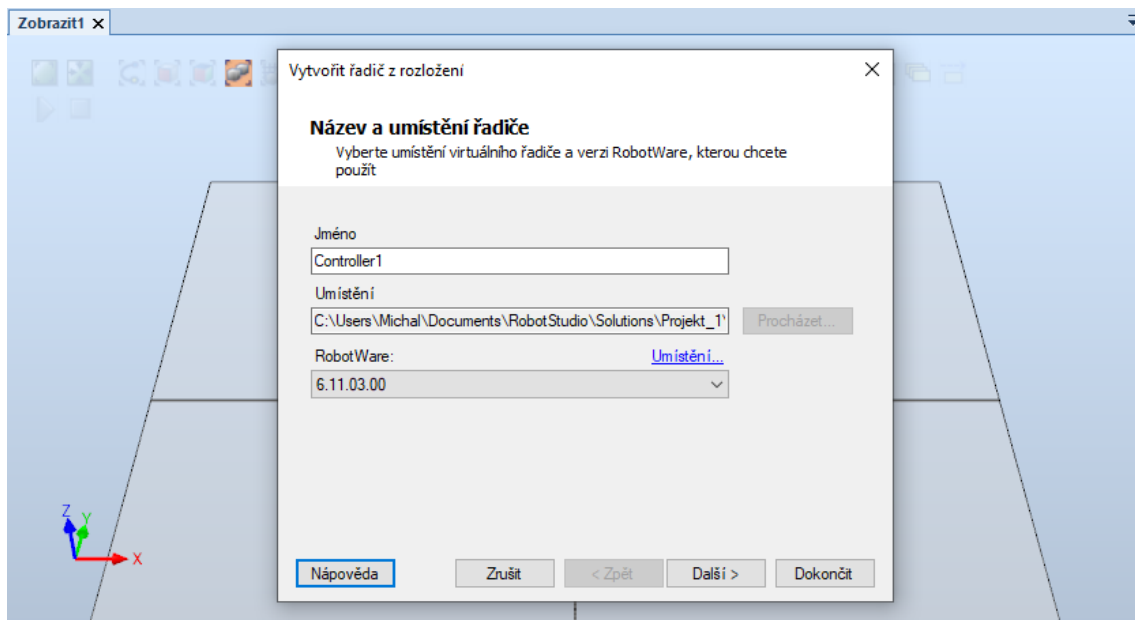 Zobrazit1
Vytvořit řadič z rozložení
Název a umístění řadiče
Vyberte umístění virtuálního řadiče a verzi RobotWare, kterou chcete
použít
Jméno
Controller1
Umístění
C:\Users\Michal\Documents\RobotStudio\Solutions\Projekt_1\ Procházet...
RobotWare: Umístění...
6.11.03.00
Z
Y
X
Nápověda Zrušit < Zpět Další > Dokončit